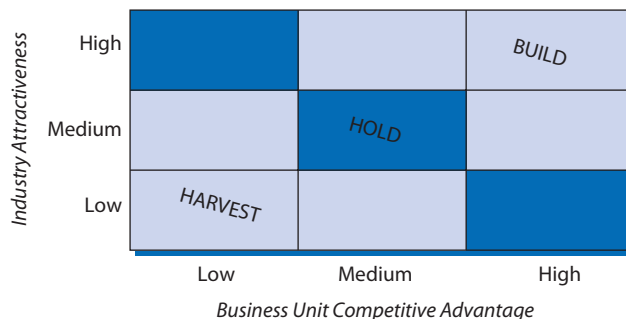 Industry Attractiveness
High
BUILD
Medium
HOLD
Low
HARVEST
Low
Medium
High
Business Unit Competitive Advantage